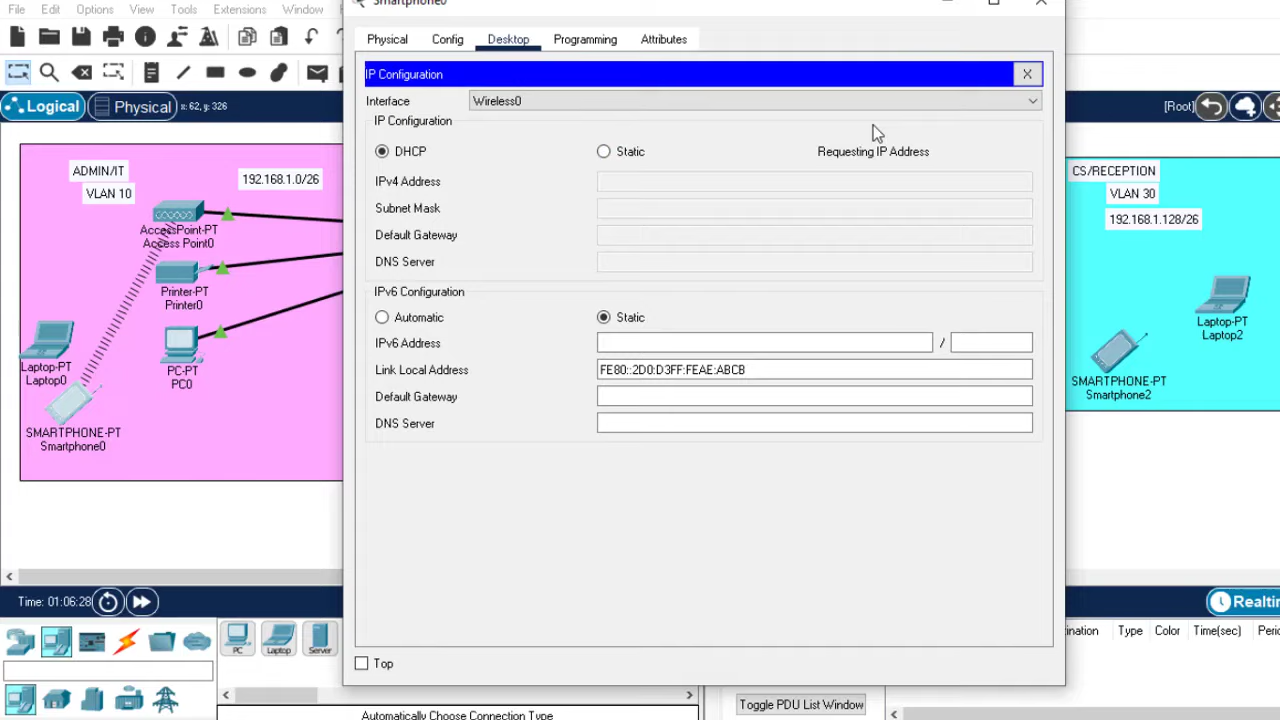 File Edit Options View Tools Extensions Window
Smartphone0
Physical Config Desktop Programming Attributes
IP Configuration X
Interface Wireless0
Logical Physical x: 62, y: 326
[Root]
IP Configuration
DHCP Static Requesting IP Address
IPv4 Address
Subnet Mask
Default Gateway
DNS Server
IPv6 Configuration
Automatic Static
IPv6 Address /
Link Local Address FE80::2D0:D3FF:FEAE:ABCB
Default Gateway
DNS Server
Top
ADMIN/IT
VLAN 10
192.168.1.0/26
AccessPoint-PT
Access Point0
Printer-PT
Printer0
PC-PT
PC0
Laptop-PT
Laptop0
SMARTPHONE-PT
Smartphone0
CS/RECEPTION
VLAN 30
192.168.1.128/26
Laptop-PT
Laptop2
SMARTPHONE-PT
Smartphone2
Time: 01:06:28
PC Laptop Server
Automatically Choose Connection Type
Toggle PDU List Window
Type Color Time(sec)